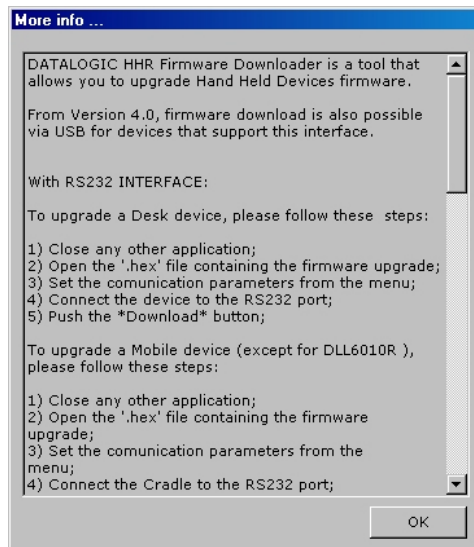 More info ...
DATALOGIC HHR Firmware Downloader is a tool that
allows you to upgrade Hand Held Devices firmware.
From Version 4.0, firmware download is also possible
via USB for devices that support this interface.
With RS232 INTERFACE:
To upgrade a Desk device, please follow these  steps:
1) Close any other application;
2) Open the '.hex' file containing the firmware upgrade;
3) Set the comunication parameters from the menu;
4) Connect the device to the RS232 port;
5) Push the *Download* button;
To upgrade a Mobile device (except for DLL6010R ),
please follow these steps:
1) Close any other application;
2) Open the '.hex' file containing the firmware
upgrade;
3) Set the comunication parameters from the
menu;
4) Connect the Cradle to the RS232 port;
OK